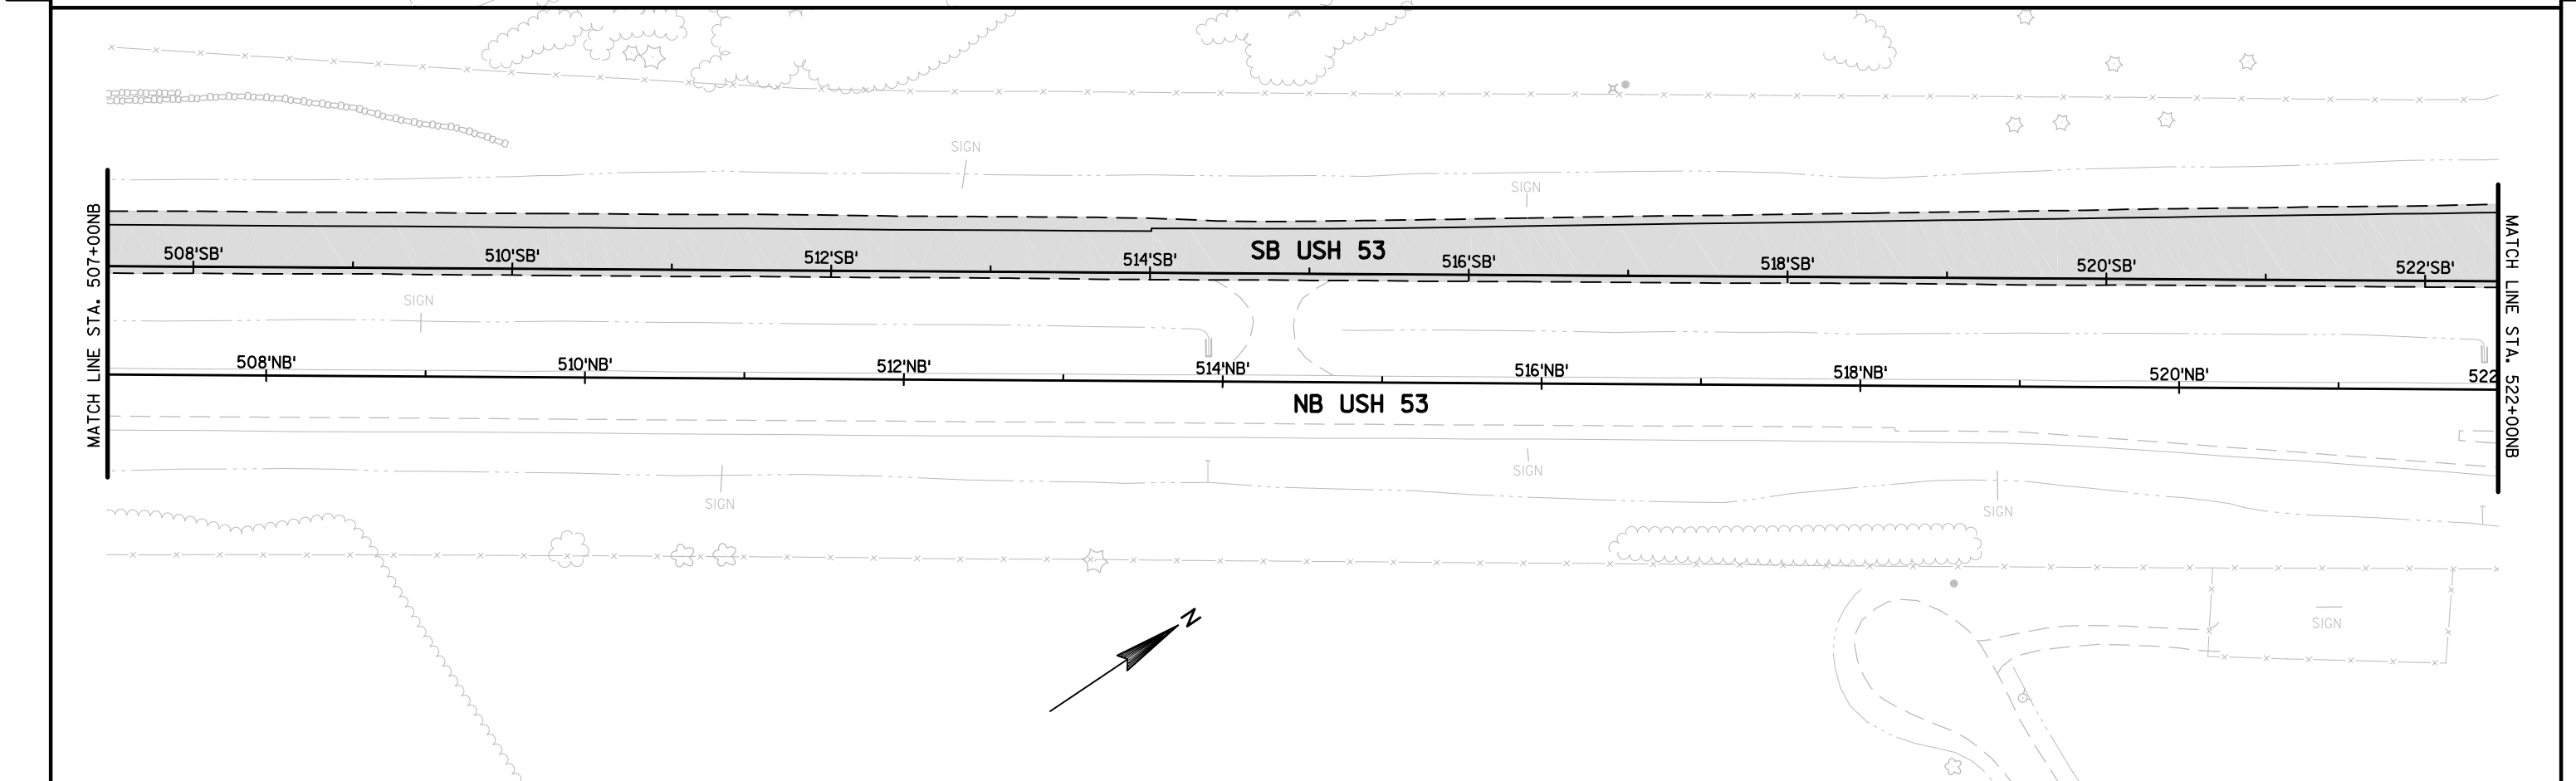 SIGN
SIGN
MATCH LINE STA. 507+00NB
508'SB'
510'SB'
512'SB'
514'SB'
SB USH 53
516'SB'
518'SB'
520'SB'
522'SB'
MATCH LINE STA. 522+00NB
SIGN
508'NB'
510'NB'
512'NB'
514'NB'
516'NB'
518'NB'
520'NB'
522
NB USH 53
SIGN
SIGN
SIGN
N
SIGN